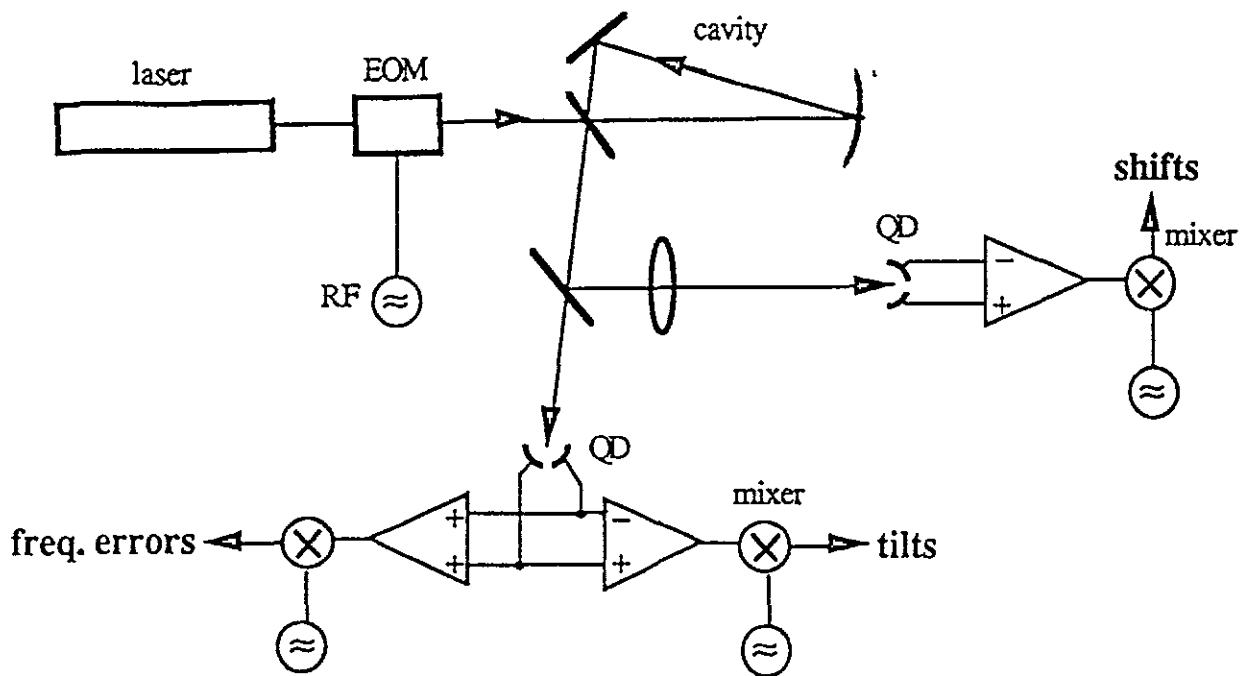 cavity
laser
EOM
shifts
QD
mixer
−
+
RF
≈
≈
QD
mixer
freq. errors
+
−
tilts
+
+
≈
≈